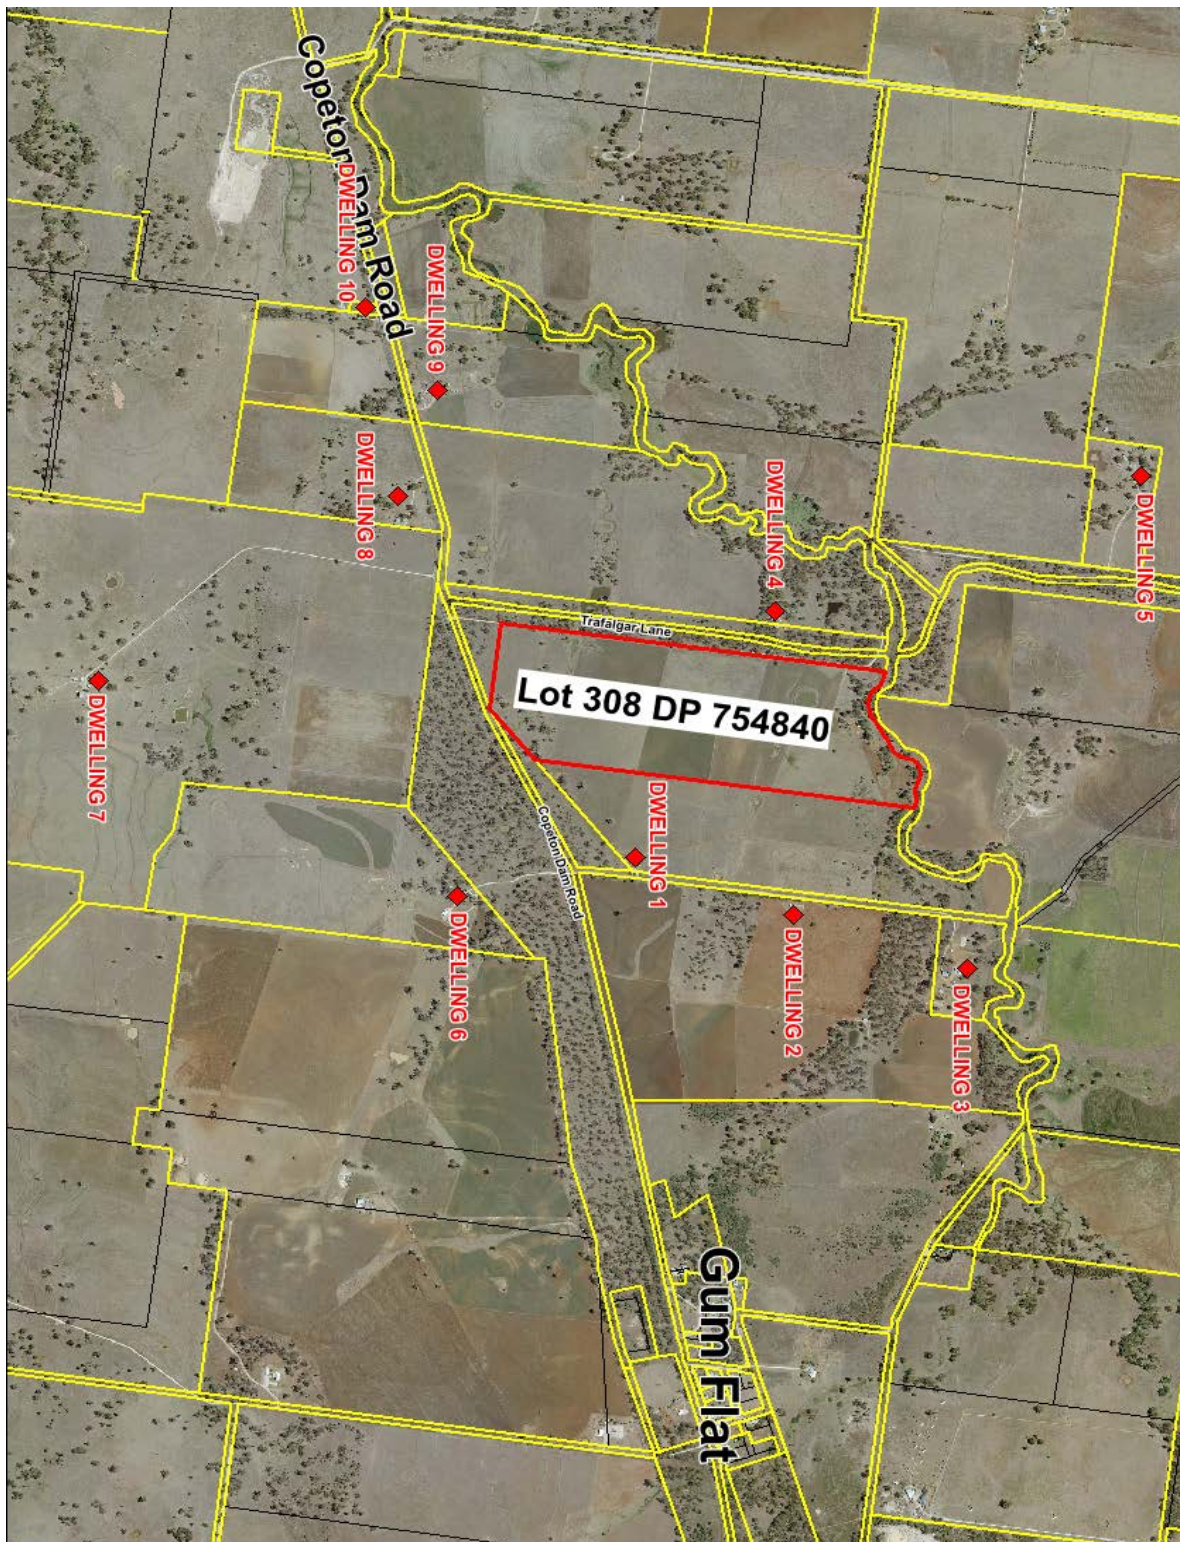 Copeton Dam Road
DWELLING 10
DWELLING 9
DWELLING 8
DWELLING 4
DWELLING 5
Trafalgar Lane
Lot 308 DP 754840
DWELLING 7
DWELLING 1
Copeton Dam Road
DWELLING 6
DWELLING 2
DWELLING 3
Gum Flat